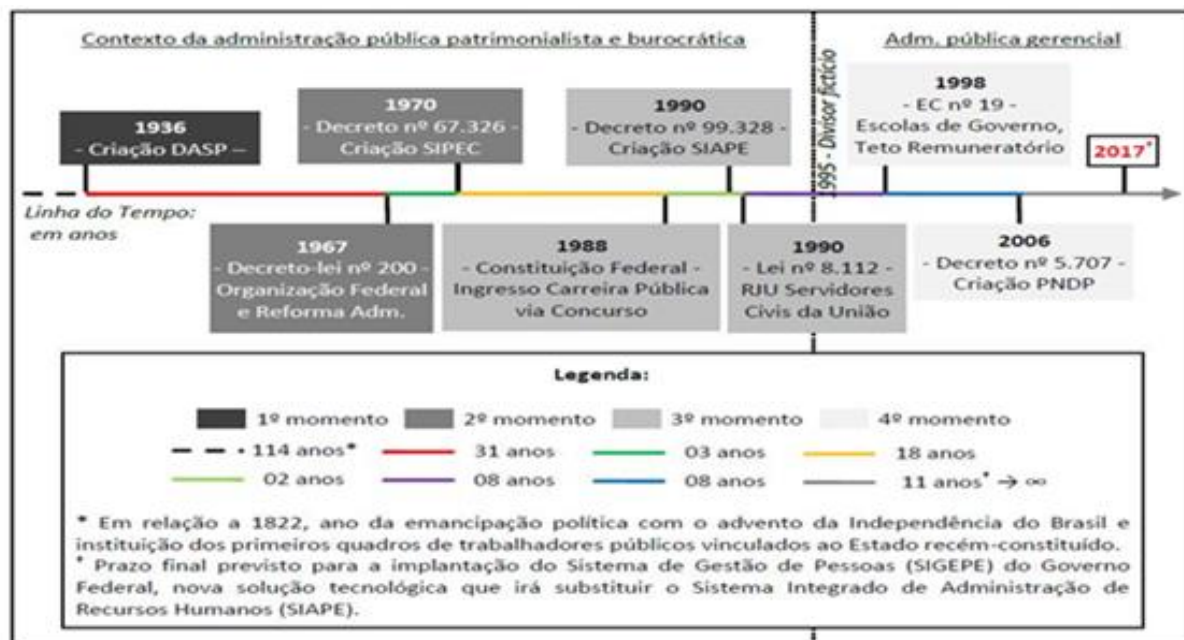 Contexto da administração pública patrimonialista e burocrática
Adm. pública gerencial
1936
- Criação DASP –
1970
- Decreto nº 67.326 -
Criação SIPEC
1990
- Decreto nº 99.328 -
Criação SIAPE
1995 - Divisor fictício
1998
- EC nº 19 -
Escolas de Governo,
Teto Remuneratório
2017*
Linha do Tempo:
em anos
1967
- Decreto-lei nº 200 -
Organização Federal
e Reforma Adm.
1988
- Constituição Federal -
Ingresso Carreira Pública
via Concurso
1990
- Lei nº 8.112 -
RJU Servidores
Civis da União
2006
- Decreto nº 5.707 -
Criação PNDP
Legenda:
1º momento 2º momento 3º momento 4º momento
114 anos* 31 anos 03 anos 18 anos
02 anos 08 anos 08 anos 11 anos* → ∞
* Em relação a 1822, ano da emancipação política com o advento da Independência do Brasil e
instituição dos primeiros quadros de trabalhadores públicos vinculados ao Estado recém-constituído.
* Prazo final previsto para a implantação do Sistema de Gestão de Pessoas (SIGEPE) do Governo
Federal, nova solução tecnológica que irá substituir o Sistema Integrado de Administração de
Recursos Humanos (SIAPE).